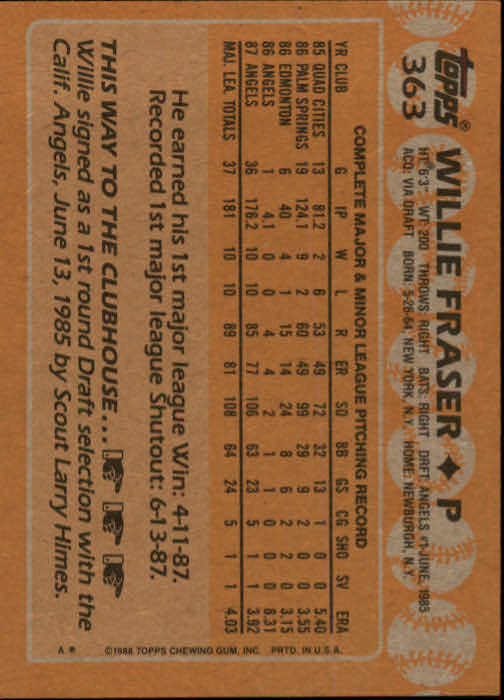 topps®
363
WILLIE FRASER ♦ P
HT: 6'3" WT: 200 THROWS: RIGHT BATS: RIGHT DRFT: ANGELS #1-JUNE, 1985
ACQ: VIA DRAFT BORN: 5-26-64, NEW YORK, N.Y. HOME: NEWBURGH, N.Y.
COMPLETE MAJOR & MINOR LEAGUE PITCHING RECORD
YR CLUB G IP W L R ER SO BB GS CG SHO SV ERA
85 QUAD CITIES 13 81.2 2 6 53 49 72 32 13 1 0 0 5.40
86 PALM SPRINGS 19 124.1 9 2 60 49 99 29 9 2 0 0 3.55
86 EDMONTON 6 40 4 1 15 14 24 8 6 2 2 0 3.15
86 ANGELS 1 4.1 0 0 4 4 2 1 1 0 0 0 8.31
87 ANGELS 36 176.2 10 10 85 77 106 63 23 5 1 1 3.92
MAJ. LEA. TOTALS 37 181 10 10 89 81 108 64 24 5 1 1 4.03
He earned his 1st major league Win: 4-11-87.
Recorded 1st major league Shutout: 6-13-87.
THIS WAY TO THE CLUBHOUSE . . .
Willie signed as a 1st round Draft selection with the
Calif. Angels, June 13, 1985 by Scout Larry Himes.
A * ©1988 TOPPS CHEWING GUM, INC. PRTD. IN U.S.A.